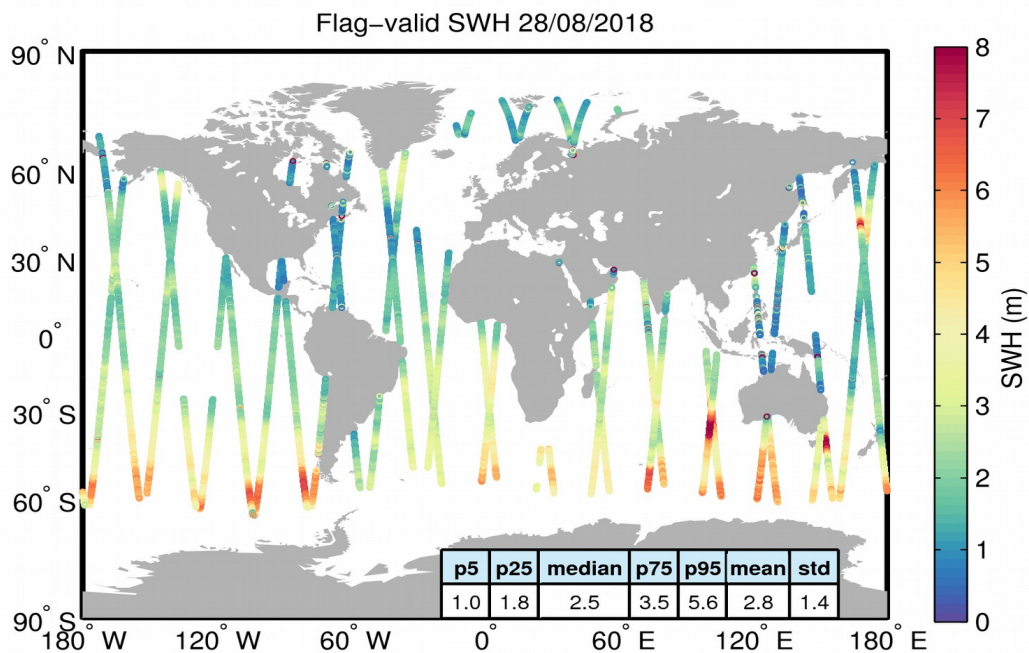 Flag−valid SWH 28/08/2018
90° N
60° N
30° N
0°
30° S
60° S
90° S
180° W
120° W
60° W
0°
60° E
120° E
180° E
p5 p25 median p75 p95 mean std
1.0 1.8 2.5 3.5 5.6 2.8 1.4
8
7
6
5
4
3
2
1
0
SWH (m)